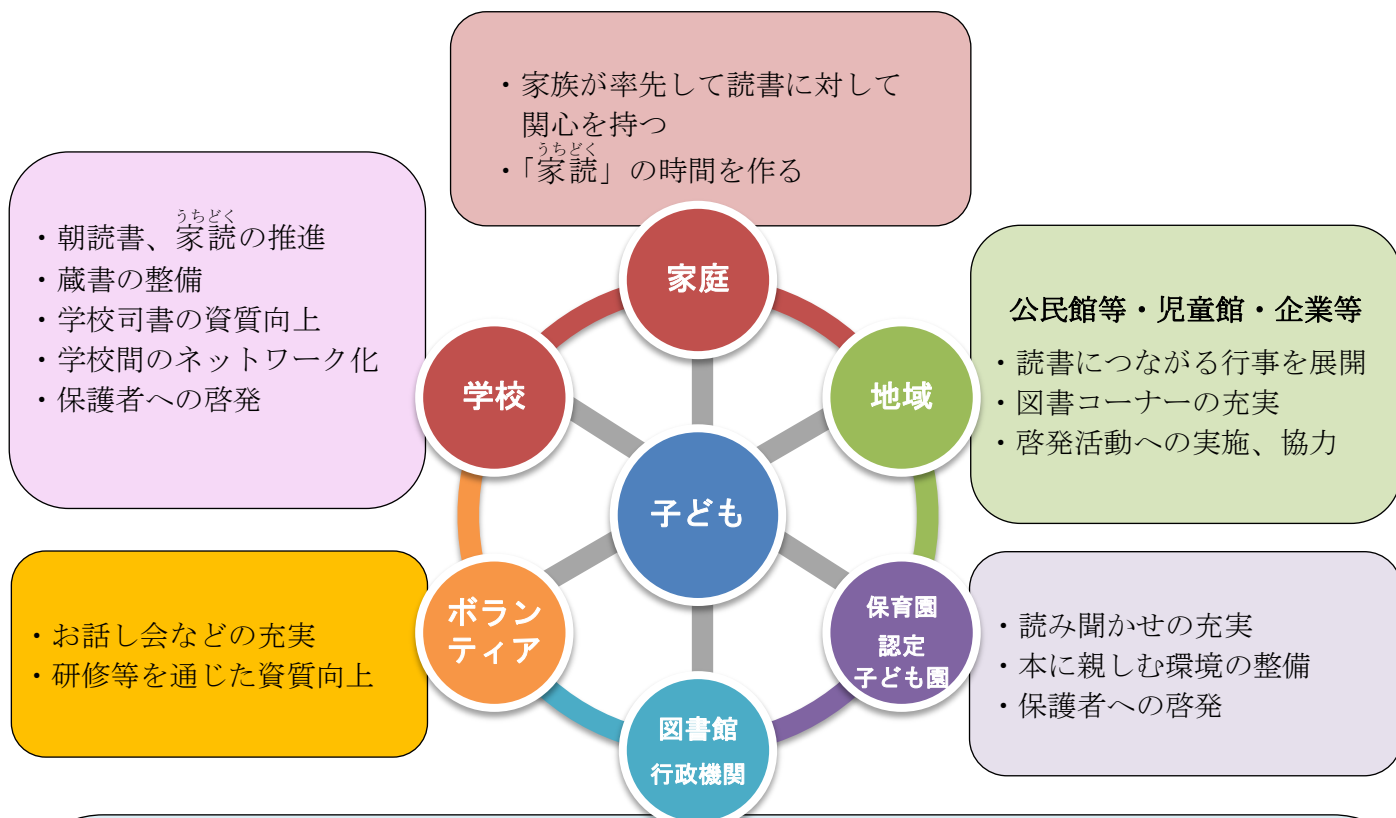 ・家族が率先して読書に対して
関心を持つ
うちどく
・「家読」の時間を作る
うちどく
・朝読書、家読の推進
・蔵書の整備
・学校司書の資質向上
・学校間のネットワーク化
・保護者への啓発
家庭
公民館等・児童館・企業等
・読書につながる行事を展開
・図書コーナーの充実
・啓発活動への実施、協力
学校
地域
子ども
・お話し会などの充実
・研修等を通じた資質向上
ボラン
ティア
保育園
認定
子ども園
・読み聞かせの充実
・本に親しむ環境の整備
・保護者への啓発
図書館
行政機関